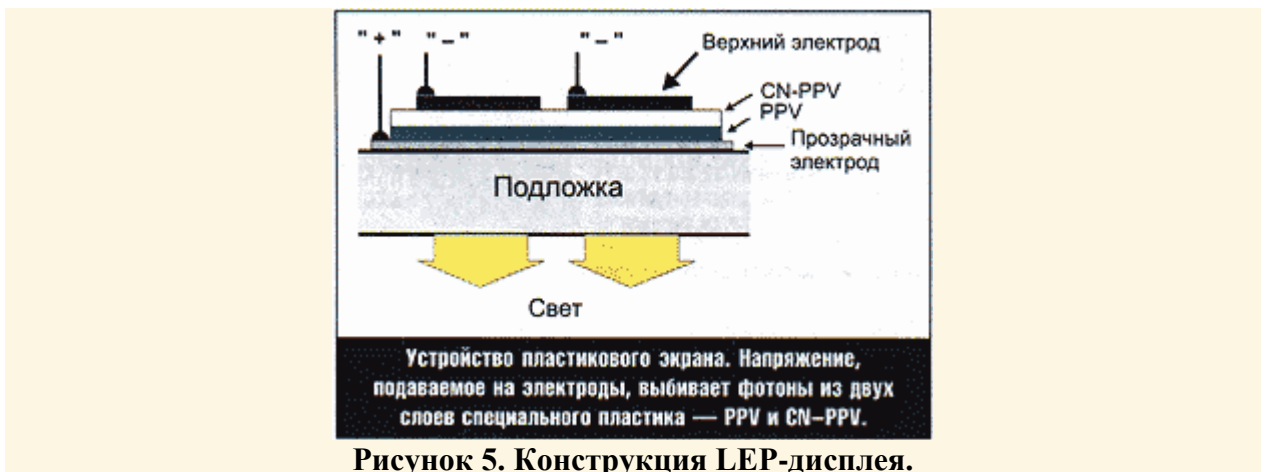 "+" "–" "–"
Верхний электрод
CN-PPV
PPV
Прозрачный
электрод
Подложка
Свет
Устройство пластикового экрана. Напряжение,
подаваемое на электроды, выбивает фотоны из двух
слоев специального пластика — PPV и CN–PPV.
Рисунок 5. Конструкция LEP-дисплея.